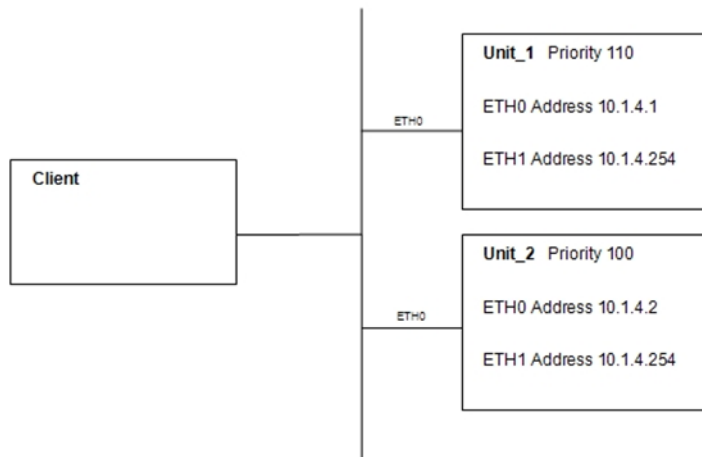 Unit_1 Priority 110
ETH0 Address 10.1.4.1
ETH0
ETH1 Address 10.1.4.254
Client
Unit_2 Priority 100
ETH0 Address 10.1.4.2
ETH0
ETH1 Address 10.1.4.254